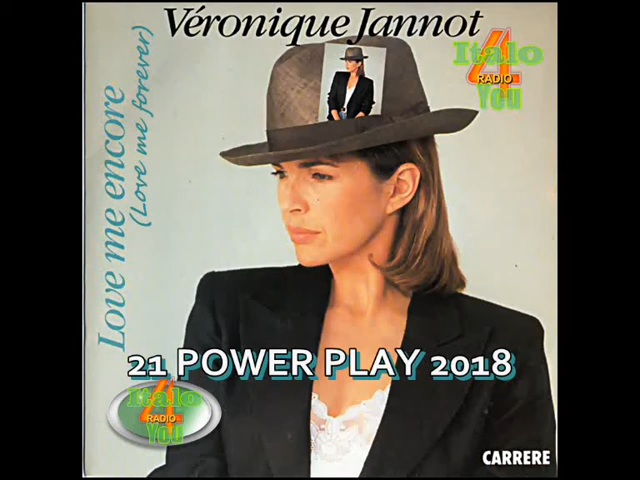 Véronique Jannot
Italo
4
RADIO
You
Love me encore
(Love me forever)
21 POWER PLAY 2018
Italo
4
RADIO
You
CARRERE